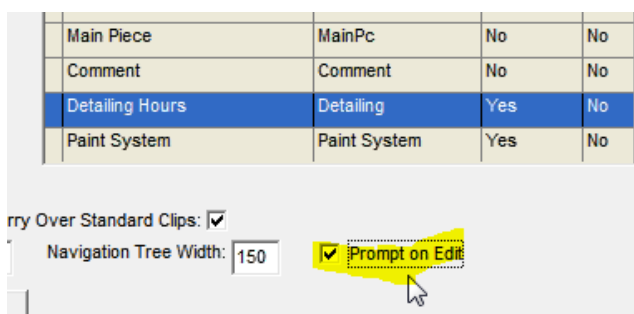 Main Piece MainPc No No
Comment Comment No No
Detailing Hours Detailing Yes No
Paint System Paint System Yes No
rry Over Standard Clips:
Navigation Tree Width: 150 Prompt on Edit